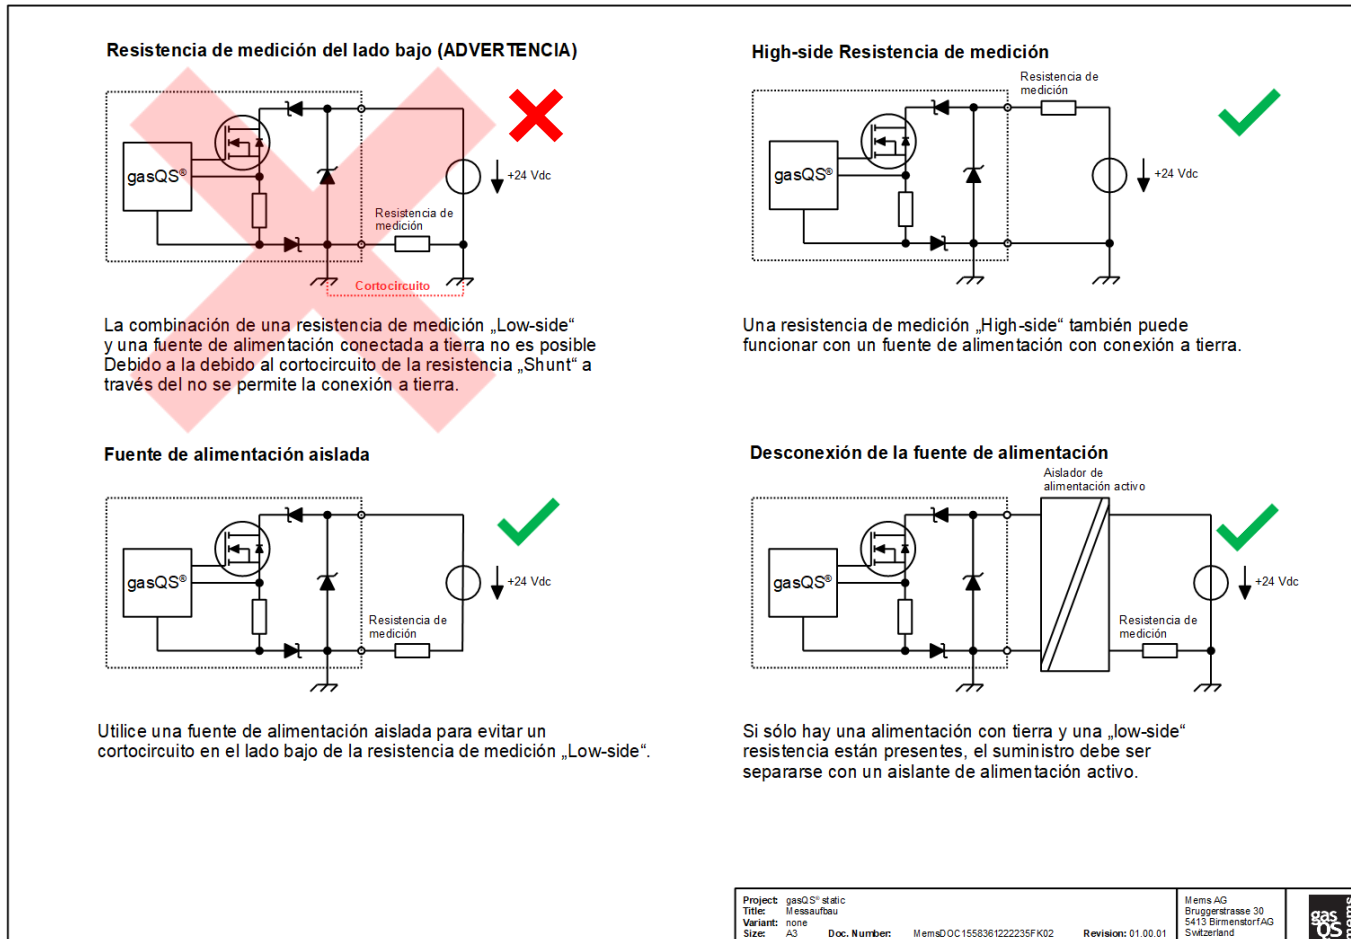 Resistencia de medición del lado bajo (ADVERTENCIA)
gasQS®
+24 Vdc
Resistencia de
medición
Cortocircuito
La combinación de una resistencia de medición „Low-side“
y una fuente de alimentación conectada a tierra no es posible
Debido a la debido al cortocircuito de la resistencia „Shunt“ a
través del no se permite la conexión a tierra.
High-side Resistencia de medición
Resistencia de
medición
gasQS®
+24 Vdc
Una resistencia de medición „High-side“ también puede
funcionar con un fuente de alimentación con conexión a tierra.
Fuente de alimentación aislada
gasQS®
+24 Vdc
Resistencia de
medición
Utilice una fuente de alimentación aislada para evitar un
cortocircuito en el lado bajo de la resistencia de medición „Low-side“.
Desconexión de la fuente de alimentación
Aislador de
alimentación activo
gasQS®
+24 Vdc
Resistencia de
medición
Si sólo hay una alimentación con tierra y una „low-side“
resistencia están presentes, el suministro debe ser
separarse con un aislante de alimentación activo.
Project: gasQS® static
Title: Messaufbau
Variant: none
Size: A3 Doc. Number: MemsDOC1558361222235FK02 Revision: 01.00.01
Mems AG
Bruggerstrasse 30
5413 Birmenstorf AG
Switzerland
gas
QS
mems